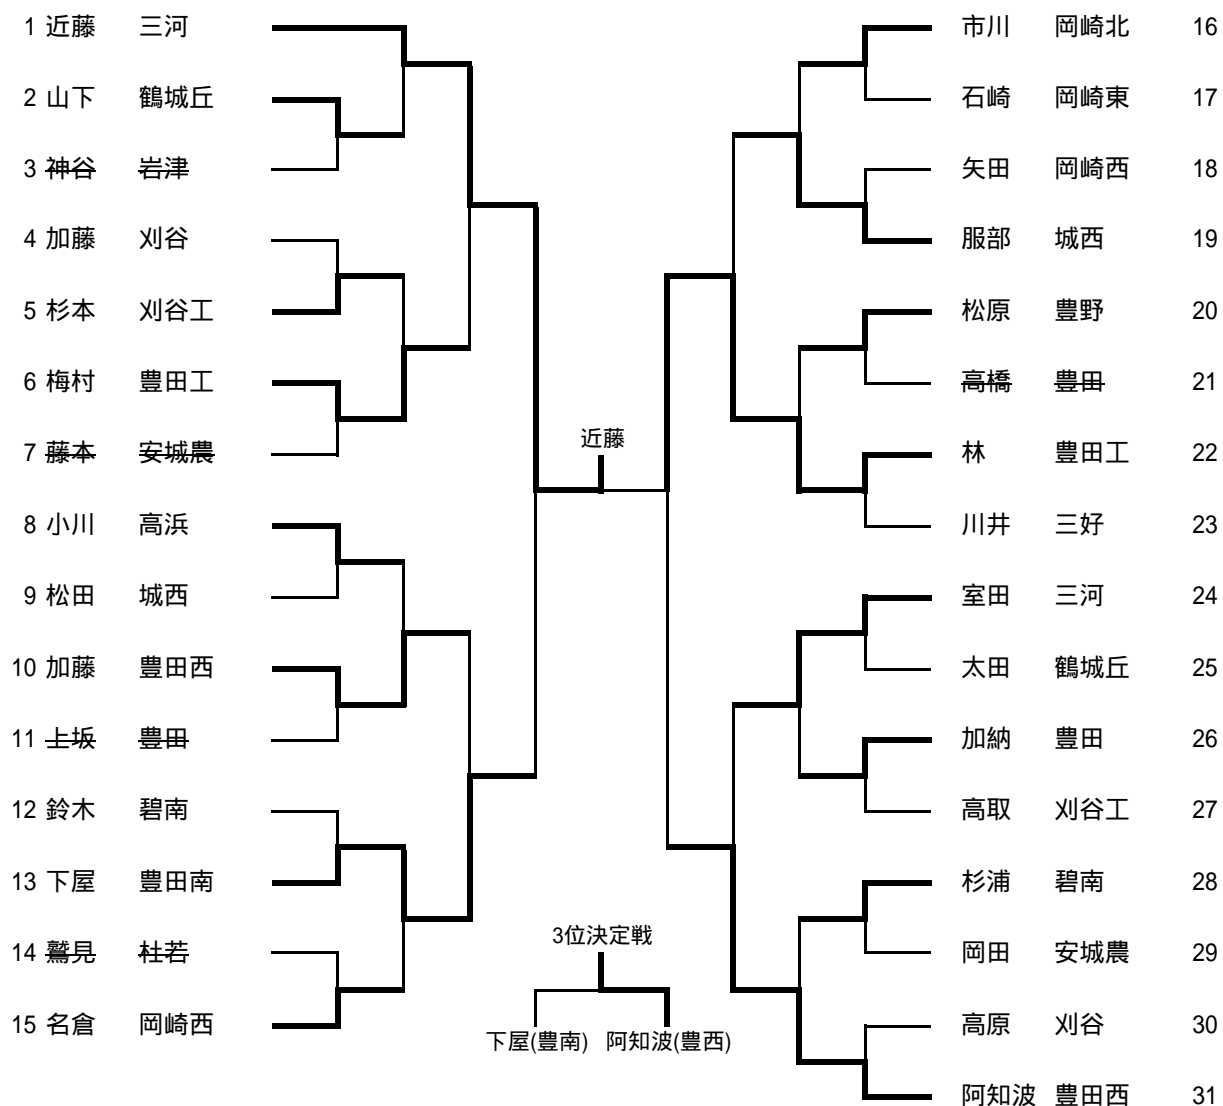 1 近藤 三河
2 山下 鶴城丘
3 神谷 岩津
4 加藤 刈谷
5 杉本 刈谷工
6 梅村 豊田工
7 藤本 安城農
8 小川 高浜
9 松田 城西
10 加藤 豊田西
11 上坂 豊田
12 鈴木 碧南
13 下屋 豊田南
14 鷲見 杜若
15 名倉 岡崎西
近藤
3位決定戦
下屋(豊南) 阿知波(豊西)
市川 岡崎北 16
石崎 岡崎東 17
矢田 岡崎西 18
服部 城西 19
松原 豊野 20
高橋 豊田 21
林 豊田工 22
川井 三好 23
室田 三河 24
太田 鶴城丘 25
加納 豊田 26
高取 刈谷工 27
杉浦 碧南 28
岡田 安城農 29
高原 刈谷 30
阿知波 豊田西 31